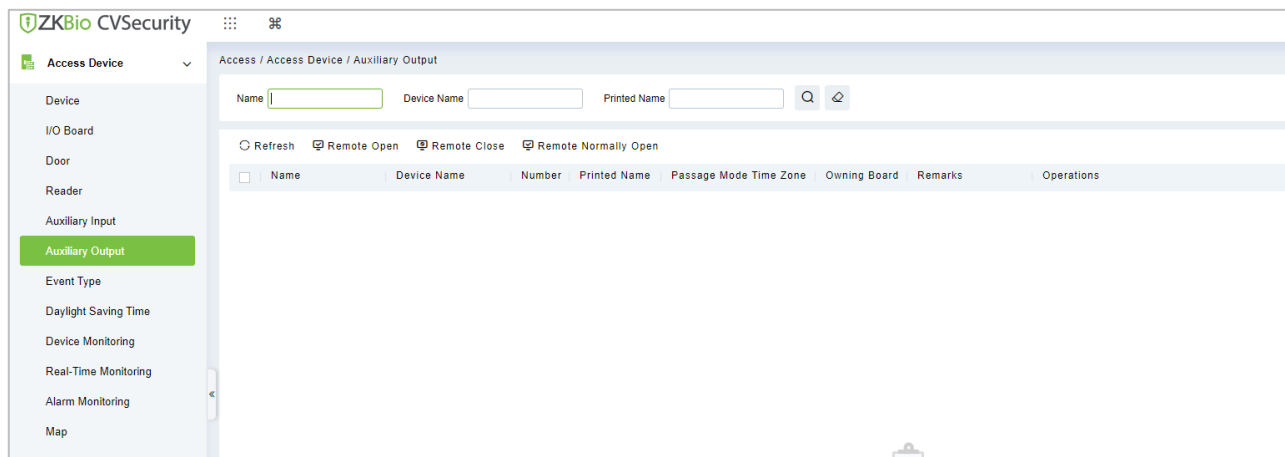 ZKBio CVSecurity
Access Device
Access / Access Device / Auxiliary Output
Device
I/O Board
Door
Reader
Auxiliary Input
Auxiliary Output
Event Type
Daylight Saving Time
Device Monitoring
Real-Time Monitoring
Alarm Monitoring
Map
Name Device Name Printed Name
Refresh Remote Open Remote Close Remote Normally Open
Name Device Name Number Printed Name Passage Mode Time Zone Owning Board Remarks Operations